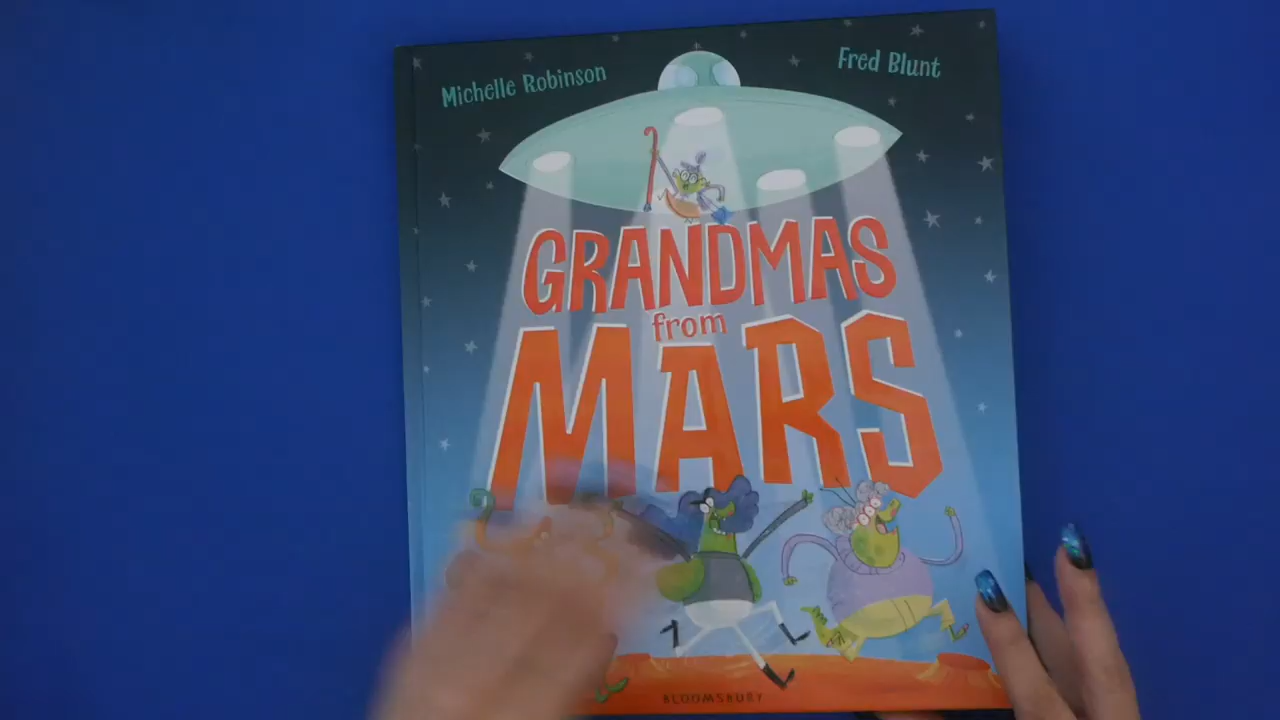 Michelle Robinson
Fred Blunt
GRANDMAS
from
MARS
BLOOMSBURY